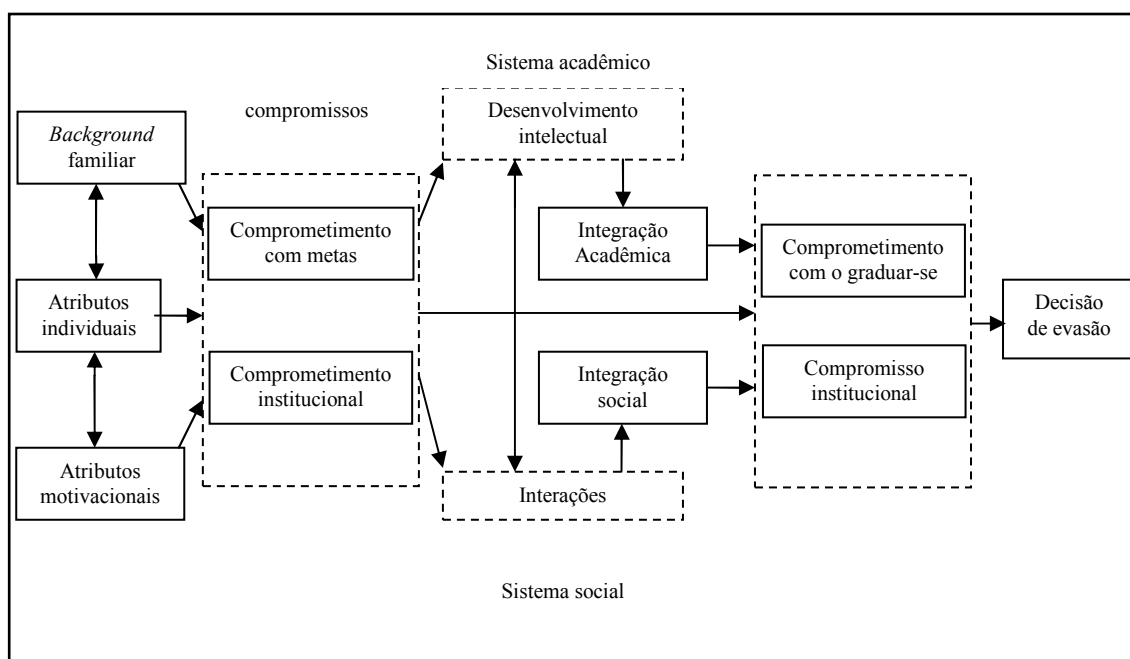 Sistema acadêmico
compromissos
Desenvolvimento
intelectual
Background
familiar
Comprometimento
com metas
Integração
Acadêmica
Comprometimento
com o graduar-se
Atributos
individuais
Decisão
de evasão
Comprometimento
institucional
Integração
social
Compromisso
institucional
Atributos
motivacionais
Interações
Sistema social